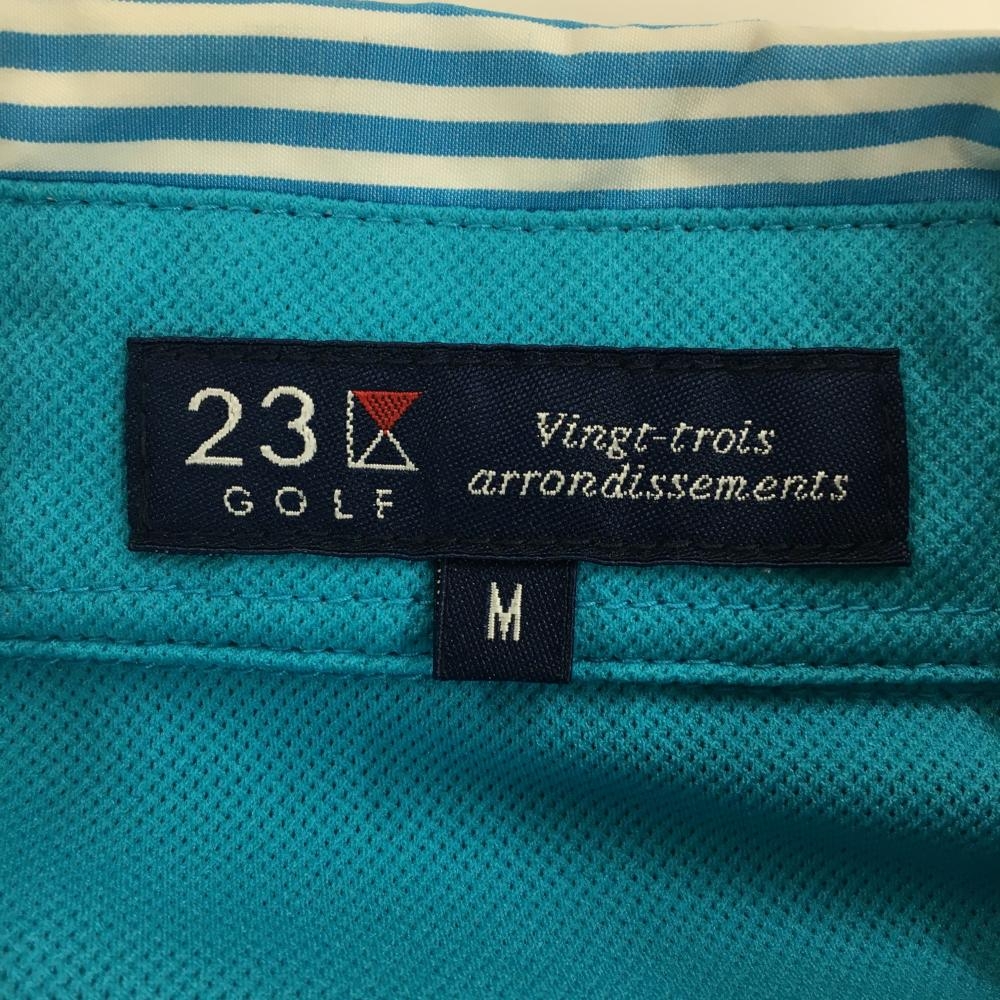 23
GOLF
Vingt-trois
arrondissements
M